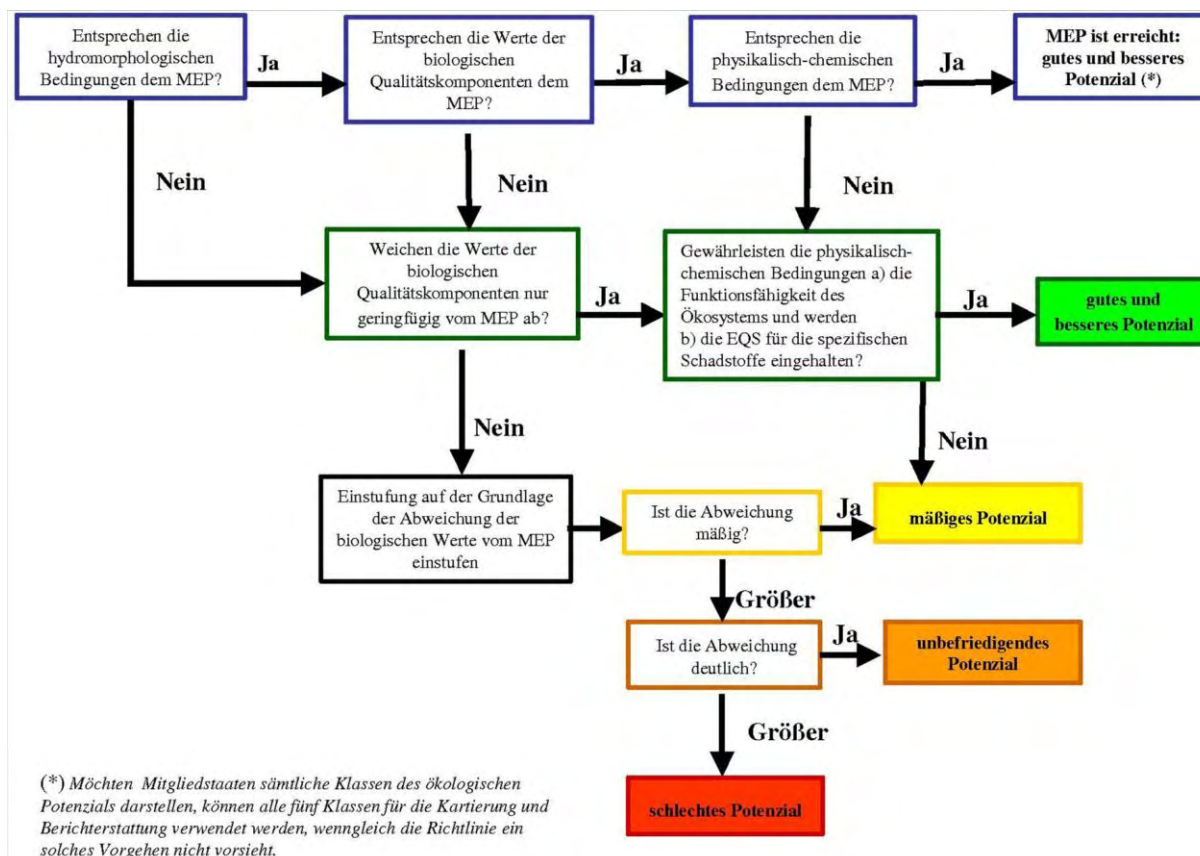 Entsprechen die
hydromorphologischen
Bedingungen dem MEP?
Ja
Entsprechen die Werte der
biologischen
Qualitätskomponenten dem
MEP?
Ja
Entsprechen die
physikalisch-chemischen
Bedingungen dem MEP?
Ja
MEP ist erreicht:
gutes und besseres
Potenzial (*)
Nein
Nein
Nein
Weichen die Werte der
biologischen
Qualitätskomponenten nur
geringfügig vom MEP ab?
Ja
Gewährleisten die physikalisch-
chemischen Bedingungen a) die
Funktionsfähigkeit des
Ökosystems und werden
b) die EQS für die spezifischen
Schadstoffe eingehalten?
Ja
gutes und
besseres Potenzial
Nein
Nein
Einstufung auf der Grundlage
der Abweichung der
biologischen Werte vom MEP
einstufen
Ist die Abweichung
mäßig?
Ja
mäßiges Potenzial
Größer
Ist die Abweichung
deutlich?
Ja
unbefriedigendes
Potenzial
Größer
schlechtes Potenzial
(*) Möchten Mitgliedstaaten sämtliche Klassen des ökologischen
Potenzials darstellen, können alle fünf Klassen für die Kartierung und
Berichterstattung verwendet werden, wenngleich die Richtlinie ein
solches Vorgehen nicht vorsieht.